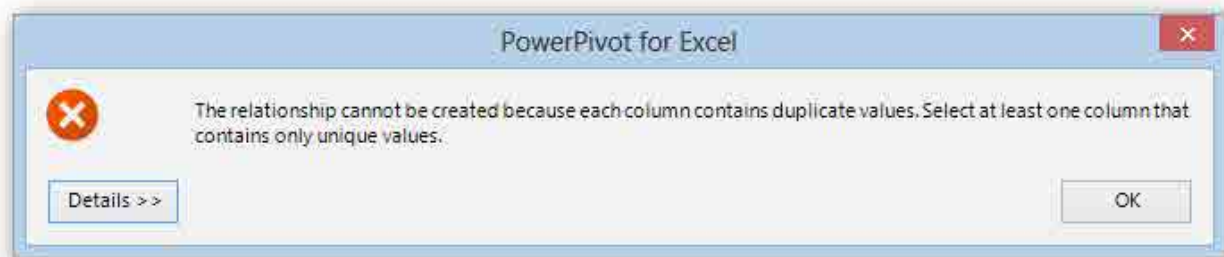 PowerPivot for Excel
The relationship cannot be created because each column contains duplicate values. Select at least one column that
contains only unique values.
Details >>
OK